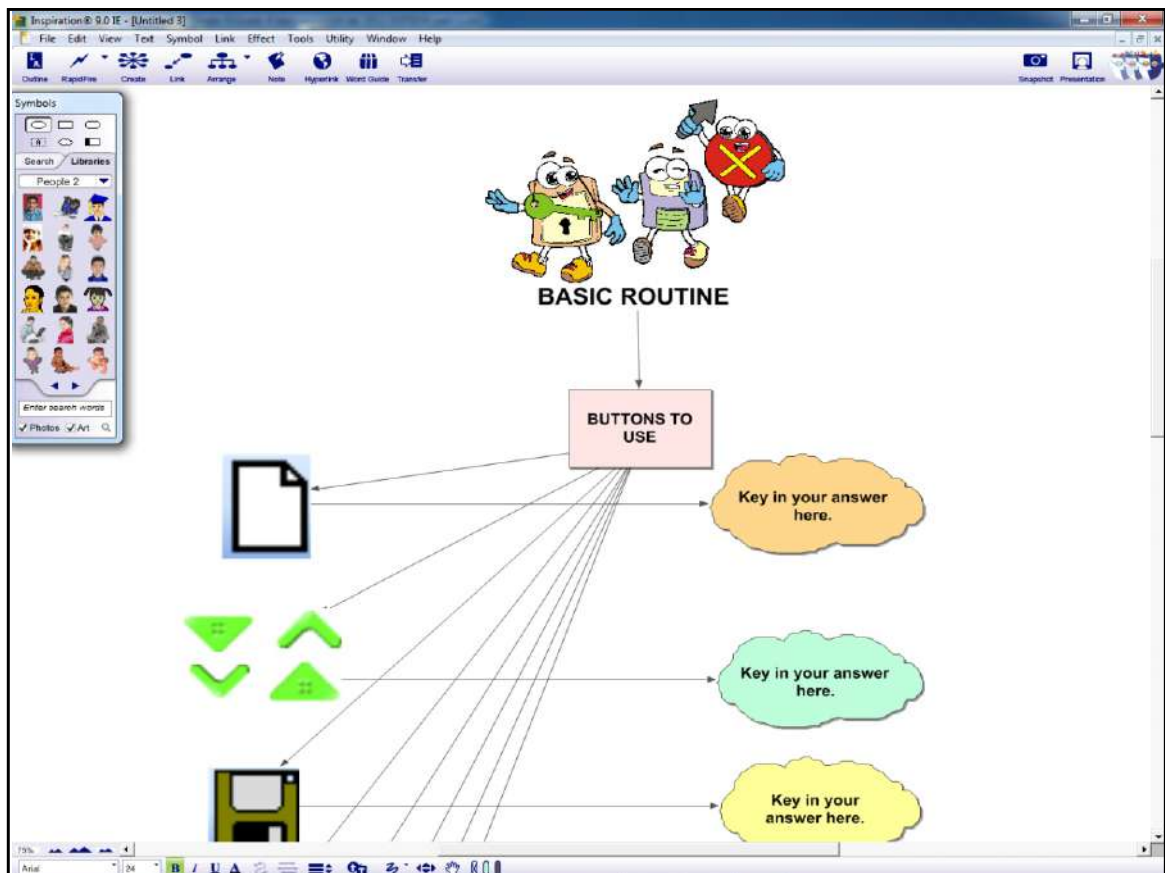 Inspiration® 9.0 IE - [Untitled 3]
File Edit View Text Symbol Link Effect Tools Utility Window Help
Outline RapidFire Create Link Arrange Note Hyperlink Word Guide Transfer Snapshot Presentation
Symbols
Search Libraries
People 2
Enter search words
Photos Art
BASIC ROUTINE
BUTTONS TO
USE
Key in your answer
here.
Key in your answer
here.
Key in your
answer here.
75%
Arial 24 B I U A